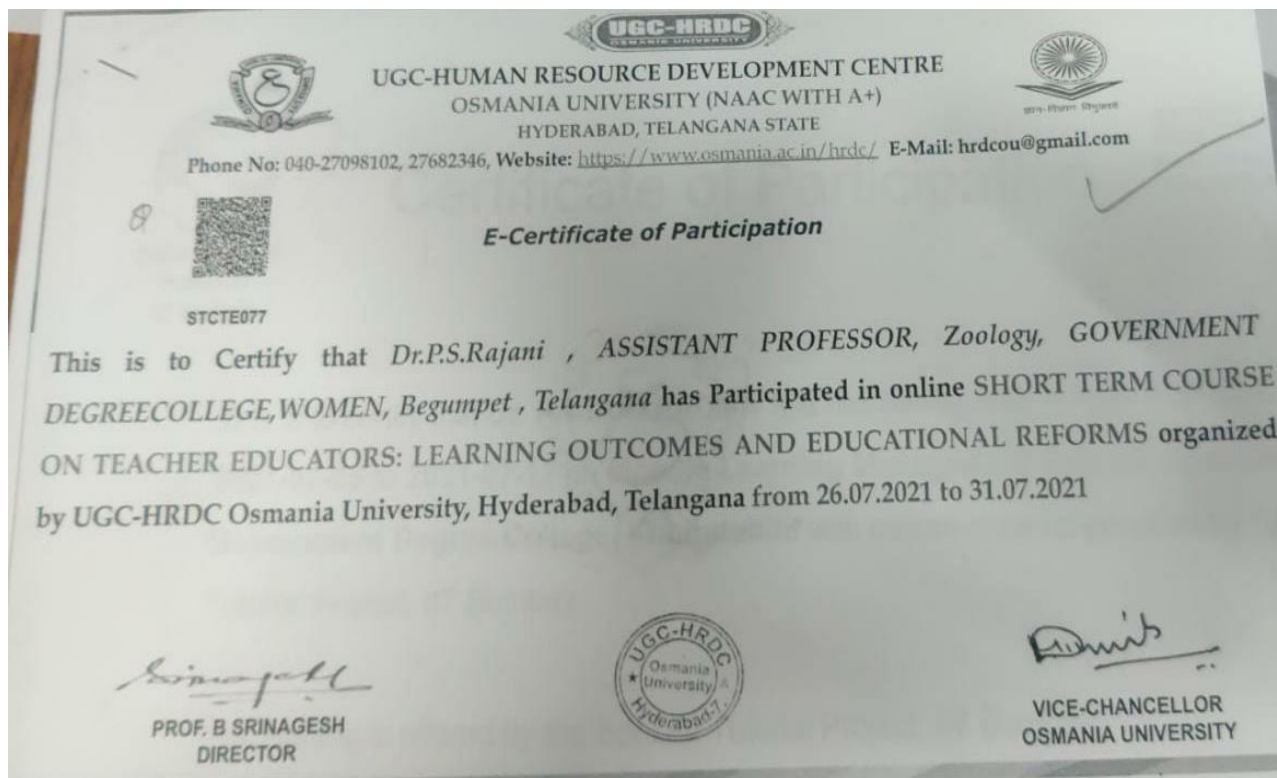 UGC-HRDC
OSMANIA UNIVERSITY
UGC-HUMAN RESOURCE DEVELOPMENT CENTRE
OSMANIA UNIVERSITY (NAAC WITH A+)
HYDERABAD, TELANGANA STATE
Phone No: 040-27098102, 27682346, Website: https://www.osmania.ac.in/hrdc/ E-Mail: hrdcou@gmail.com
E-Certificate of Participation
STCTE077
This is to Certify that Dr.P.S.Rajani , ASSISTANT PROFESSOR, Zoology, GOVERNMENT
DEGREECOLLEGE,WOMEN, Begumpet , Telangana has Participated in online SHORT TERM COURSE
ON TEACHER EDUCATORS: LEARNING OUTCOMES AND EDUCATIONAL REFORMS organized
by UGC-HRDC Osmania University, Hyderabad, Telangana from 26.07.2021 to 31.07.2021
UGC-HRDC
Osmania
University
Hyderabad-7.
PROF. B SRINAGESH
DIRECTOR
VICE-CHANCELLOR
OSMANIA UNIVERSITY